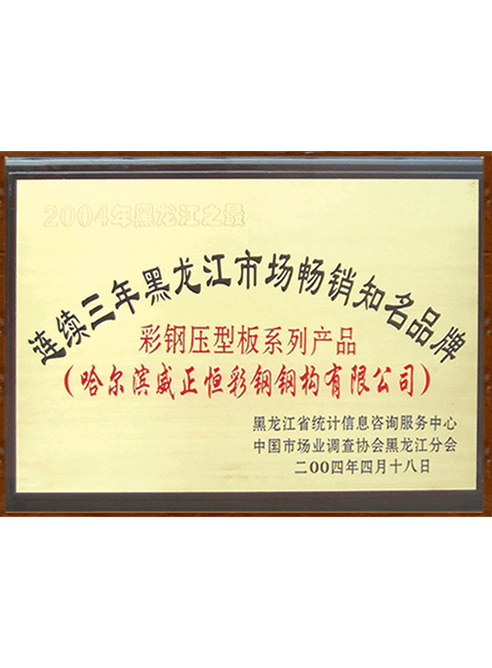 2004年黑龙江之最
连续三年黑龙江市场畅销知名品牌
彩钢压型板系列产品
(哈尔滨威正恒彩钢钢构有限公司)
黑龙江省统计信息咨询服务中心
中国市场业调查协会黑龙江分会
二〇〇四年四月十八日